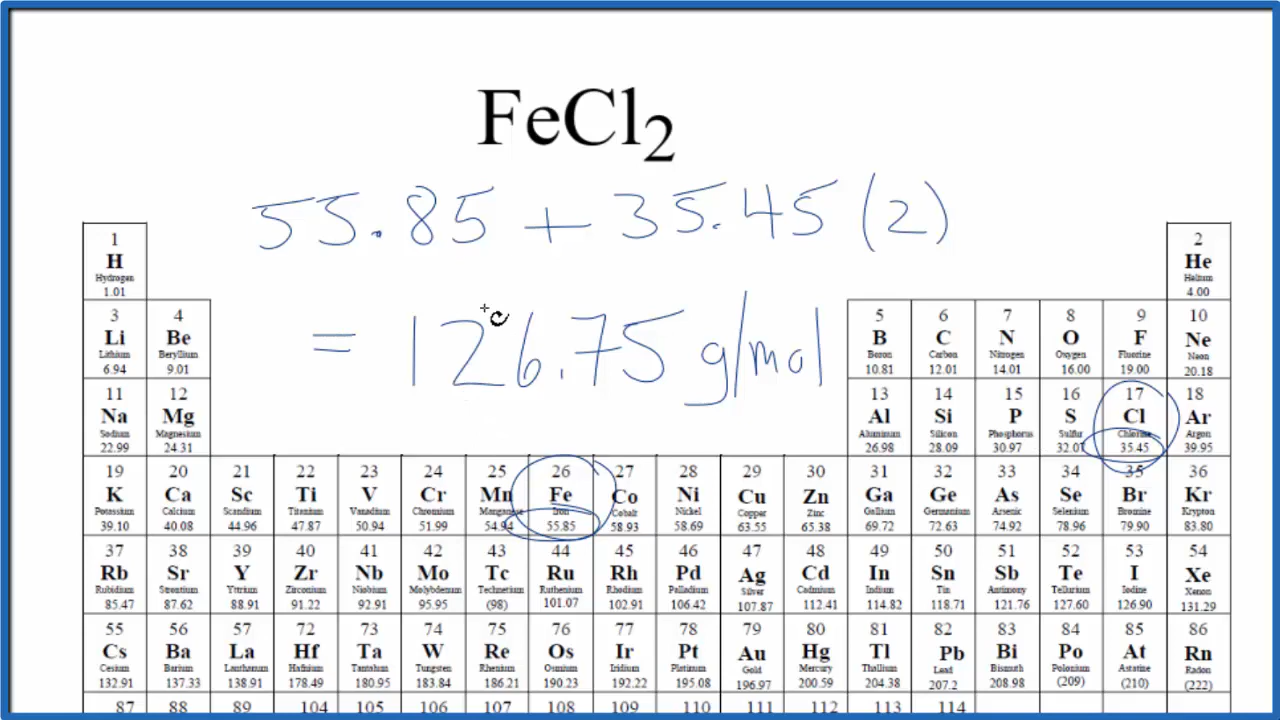 FeCl2
55.85 + 35.45 (2)
= 126.75 g/mol
1 2
H He
Hydrogen Helium
1.01 4.00
3 4 5 6 7 8 9 10
Li Be B C N O F Ne
Lithium Beryllium Boron Carbon Nitrogen Oxygen Fluorine Neon
6.94 9.01 10.81 12.01 14.01 16.00 19.00 20.18
11 12 13 14 15 16 17 18
Na Mg Al Si P S Cl Ar
Sodium Magnesium Aluminum Silicon Phosphorus Sulfur Chlorine Argon
22.99 24.31 26.98 28.09 30.97 32.07 35.45 39.95
19 20 21 22 23 24 25 26 27 28 29 30 31 32 33 34 35 36
K Ca Sc Ti V Cr Mn Fe Co Ni Cu Zn Ga Ge As Se Br Kr
Potassium Calcium Scandium Titanium Vanadium Chromium Manganese Iron Cobalt Nickel Copper Zinc Gallium Germanium Arsenic Selenium Bromine Krypton
39.10 40.08 44.96 47.87 50.94 51.99 54.94 55.85 58.93 58.69 63.55 65.38 69.72 72.63 74.92 78.96 79.90 83.80
37 38 39 40 41 42 43 44 45 46 47 48 49 50 51 52 53 54
Rb Sr Y Zr Nb Mo Tc Ru Rh Pd Ag Cd In Sn Sb Te I Xe
Rubidium Strontium Yttrium Zirconium Niobium Molybdenum Technetium Ruthenium Rhodium Palladium Silver Cadmium Indium Tin Antimony Tellurium Iodine Xenon
85.47 87.62 88.91 91.22 92.91 95.95 (98) 101.07 102.91 106.42 107.87 112.41 114.82 118.71 121.76 127.60 126.90 131.29
55 56 57 72 73 74 75 76 77 78 79 80 81 82 83 84 85 86
Cs Ba La Hf Ta W Re Os Ir Pt Au Hg Tl Pb Bi Po At Rn
Cesium Barium Lanthanum Hafnium Tantalum Tungsten Rhenium Osmium Iridium Platinum Gold Mercury Thallium Lead Bismuth Polonium Astatine Radon
132.91 137.33 138.91 178.49 180.95 183.84 186.21 190.23 192.22 195.08 196.97 200.59 204.38 207.2 208.98 (209) (210) (222)
87 88 89 104 105 106 107 108 109 110 111 112 113 114